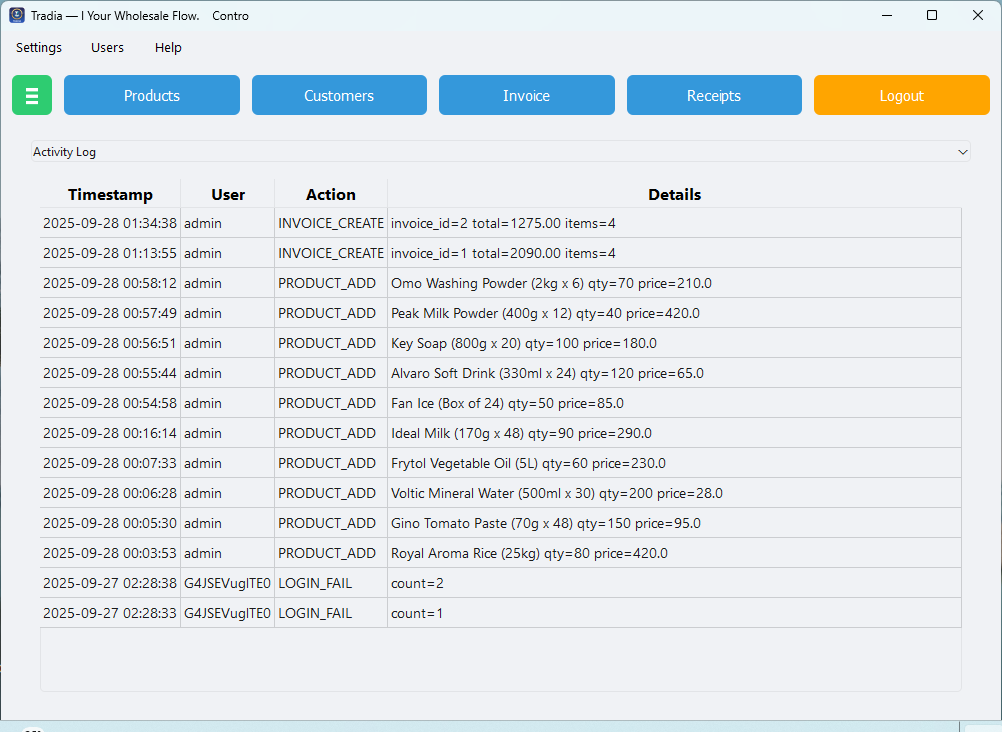 Tradia — I Your Wholesale Flow. Contro
Settings Users Help
Products Customers Invoice Receipts Logout
Activity Log
Timestamp User Action Details
2025-09-28 01:34:38 admin INVOICE_CREATE invoice_id=2 total=1275.00 items=4
2025-09-28 01:13:55 admin INVOICE_CREATE invoice_id=1 total=2090.00 items=4
2025-09-28 00:58:12 admin PRODUCT_ADD Omo Washing Powder (2kg x 6) qty=70 price=210.0
2025-09-28 00:57:49 admin PRODUCT_ADD Peak Milk Powder (400g x 12) qty=40 price=420.0
2025-09-28 00:56:51 admin PRODUCT_ADD Key Soap (800g x 20) qty=100 price=180.0
2025-09-28 00:55:44 admin PRODUCT_ADD Alvaro Soft Drink (330ml x 24) qty=120 price=65.0
2025-09-28 00:54:58 admin PRODUCT_ADD Fan Ice (Box of 24) qty=50 price=85.0
2025-09-28 00:16:14 admin PRODUCT_ADD Ideal Milk (170g x 48) qty=90 price=290.0
2025-09-28 00:07:33 admin PRODUCT_ADD Frytol Vegetable Oil (5L) qty=60 price=230.0
2025-09-28 00:06:28 admin PRODUCT_ADD Voltic Mineral Water (500ml x 30) qty=200 price=28.0
2025-09-28 00:05:30 admin PRODUCT_ADD Gino Tomato Paste (70g x 48) qty=150 price=95.0
2025-09-28 00:03:53 admin PRODUCT_ADD Royal Aroma Rice (25kg) qty=80 price=420.0
2025-09-27 02:28:38 G4JSEVuglTE0 LOGIN_FAIL count=2
2025-09-27 02:28:33 G4JSEVuglTE0 LOGIN_FAIL count=1